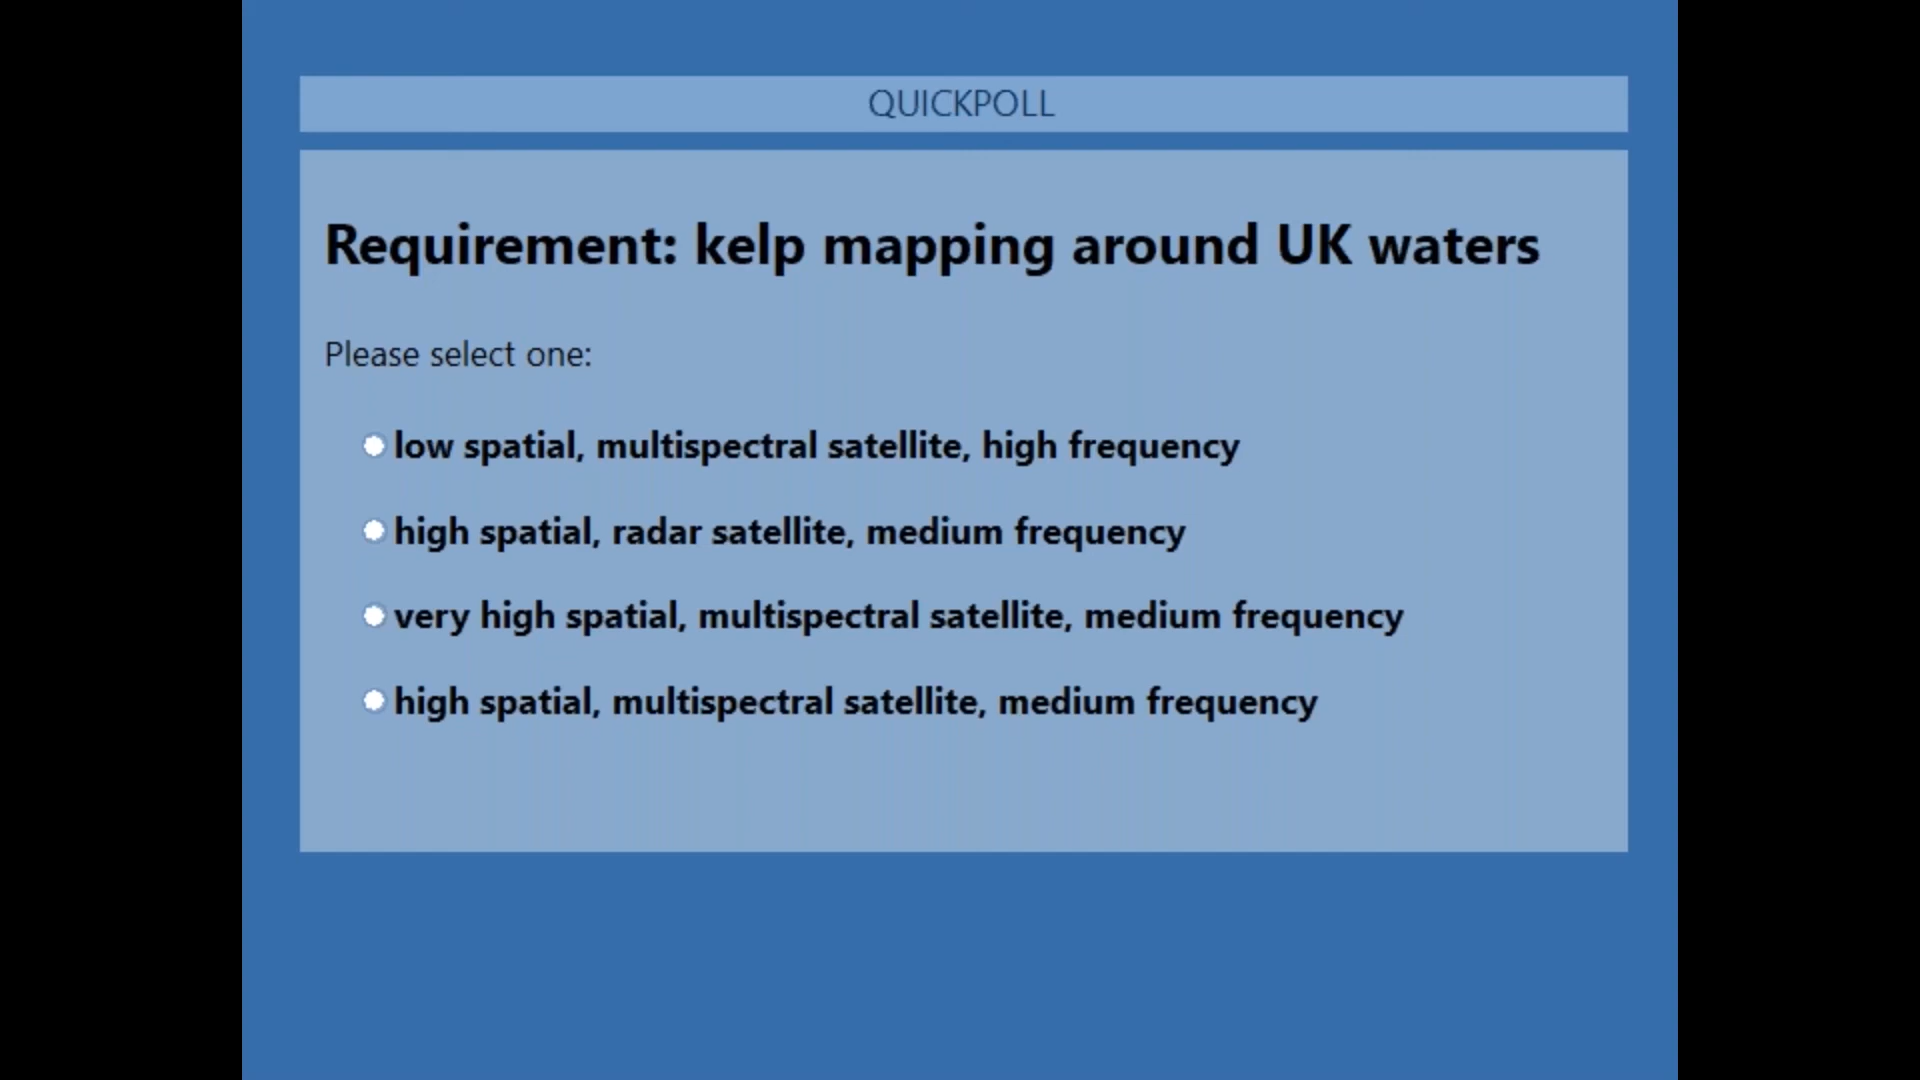 QUICKPOLL
Requirement: kelp mapping around UK waters
Please select one:
low spatial, multispectral satellite, high frequency
high spatial, radar satellite, medium frequency
very high spatial, multispectral satellite, medium frequency
high spatial, multispectral satellite, medium frequency